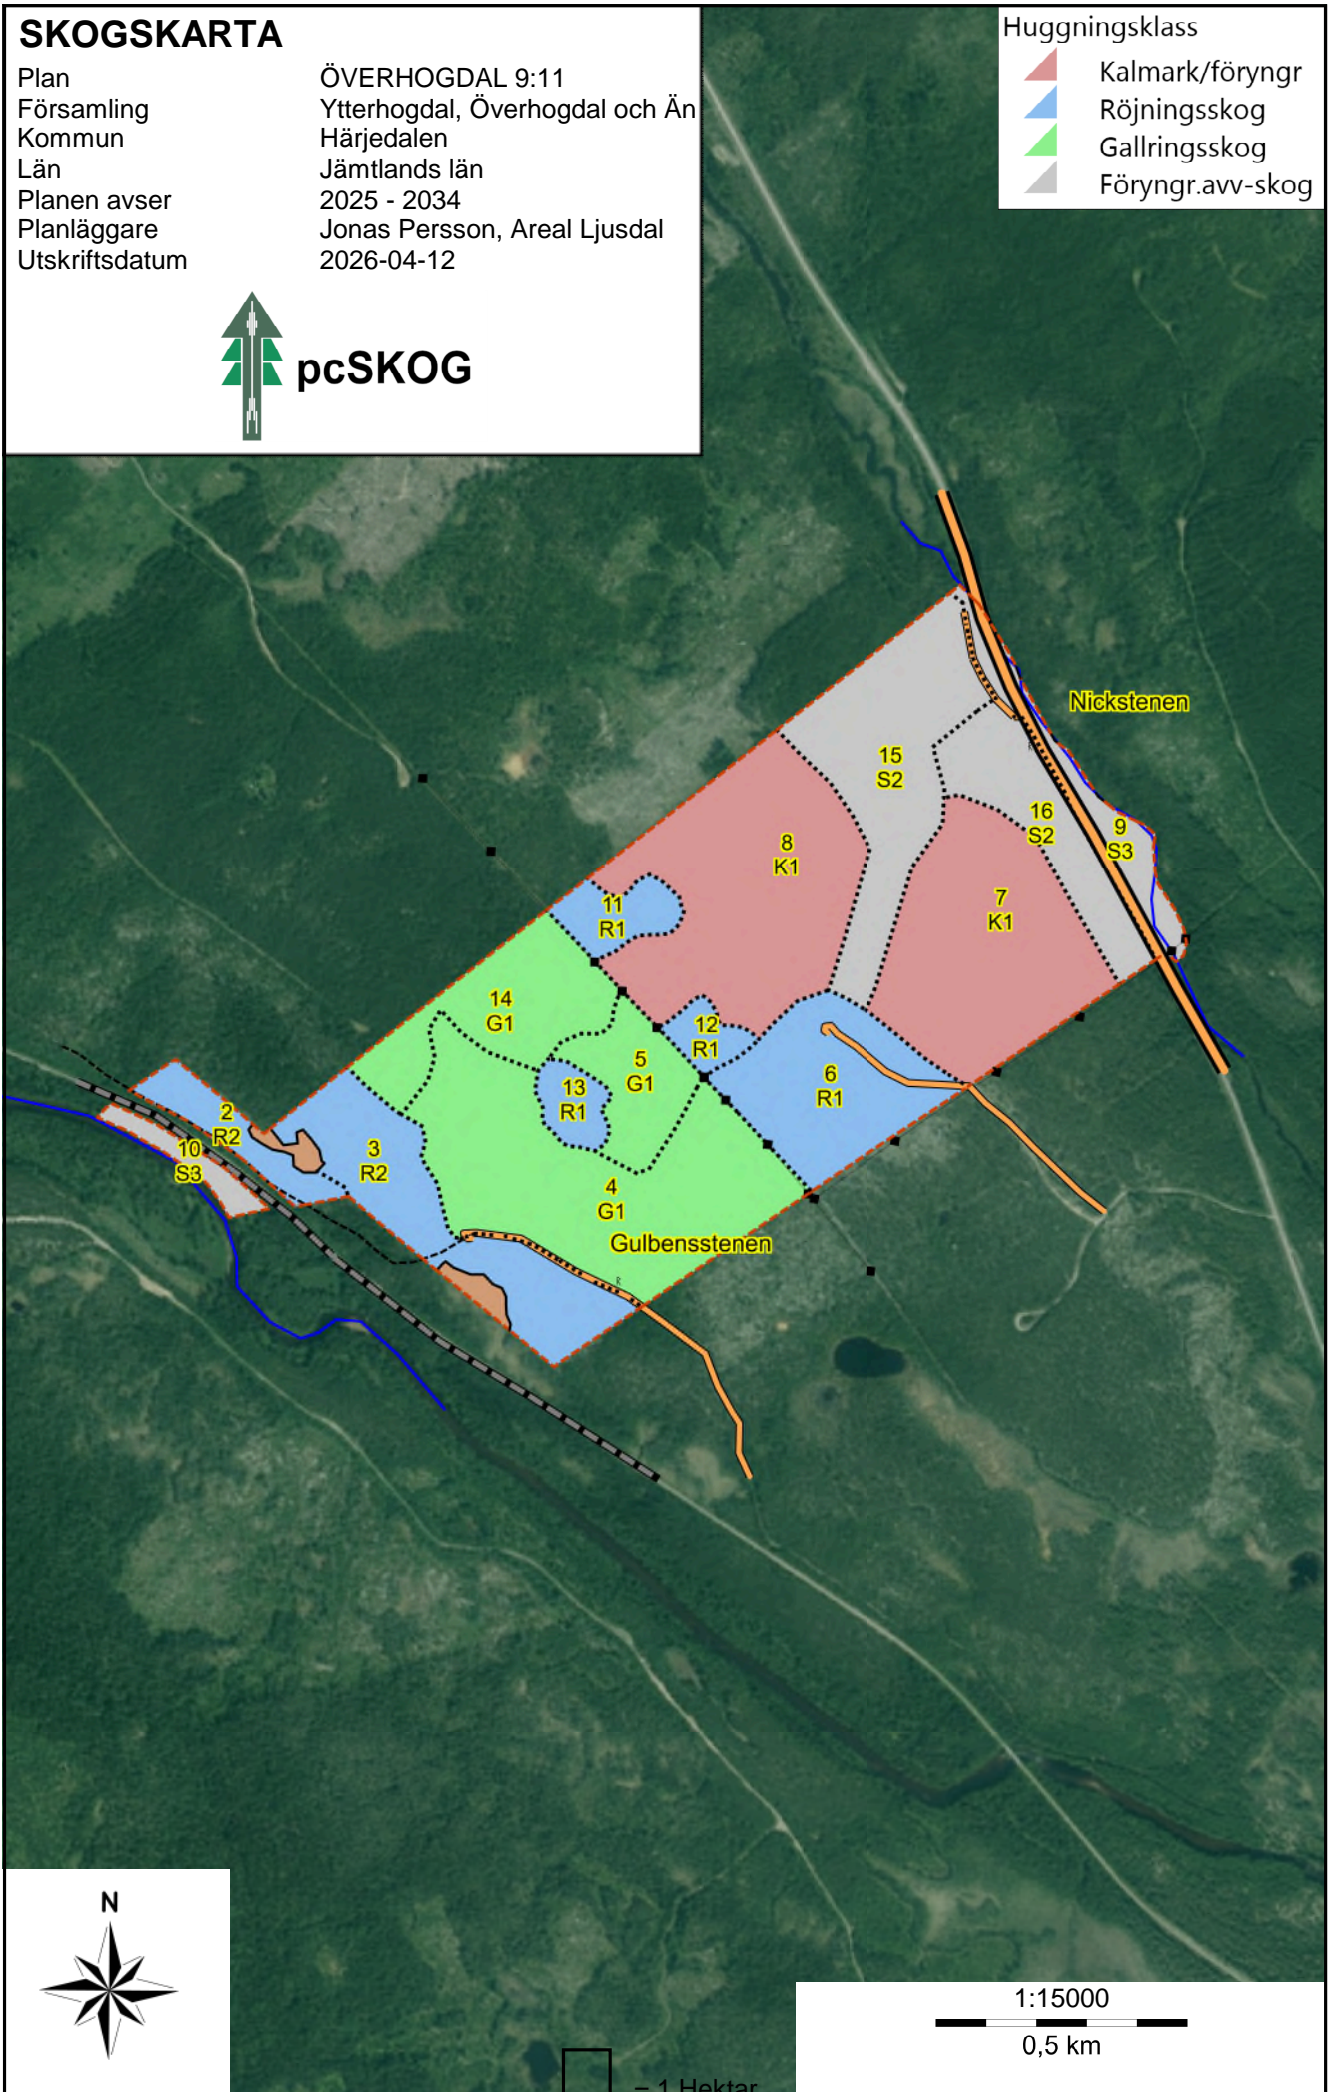 SKOGSKARTA
Plan ÖVERHOGDAL 9:11
Församling Ytterhogdal, Överhogdal och Än
Kommun Härjedalen
Län Jämtlands län
Planen avser 2025 - 2034
Planläggare Jonas Persson, Areal Ljusdal
Utskriftsdatum 2026-04-12
pcSKOG
Huggningsklass
Kalmark/föryngr
Röjningsskog
Gallringsskog
Föryngr.avv-skog
Nickstenen
15
S2
R
16
S2
9
S3
8
K1
7
K1
11
R1
14
G1
12
R1
5
G1
6
R1
13
R1
2
R2
3
R2
10
S3
4
G1
Gulbensstenen
R
N
1:15000
0,5 km
= 1 Hektar